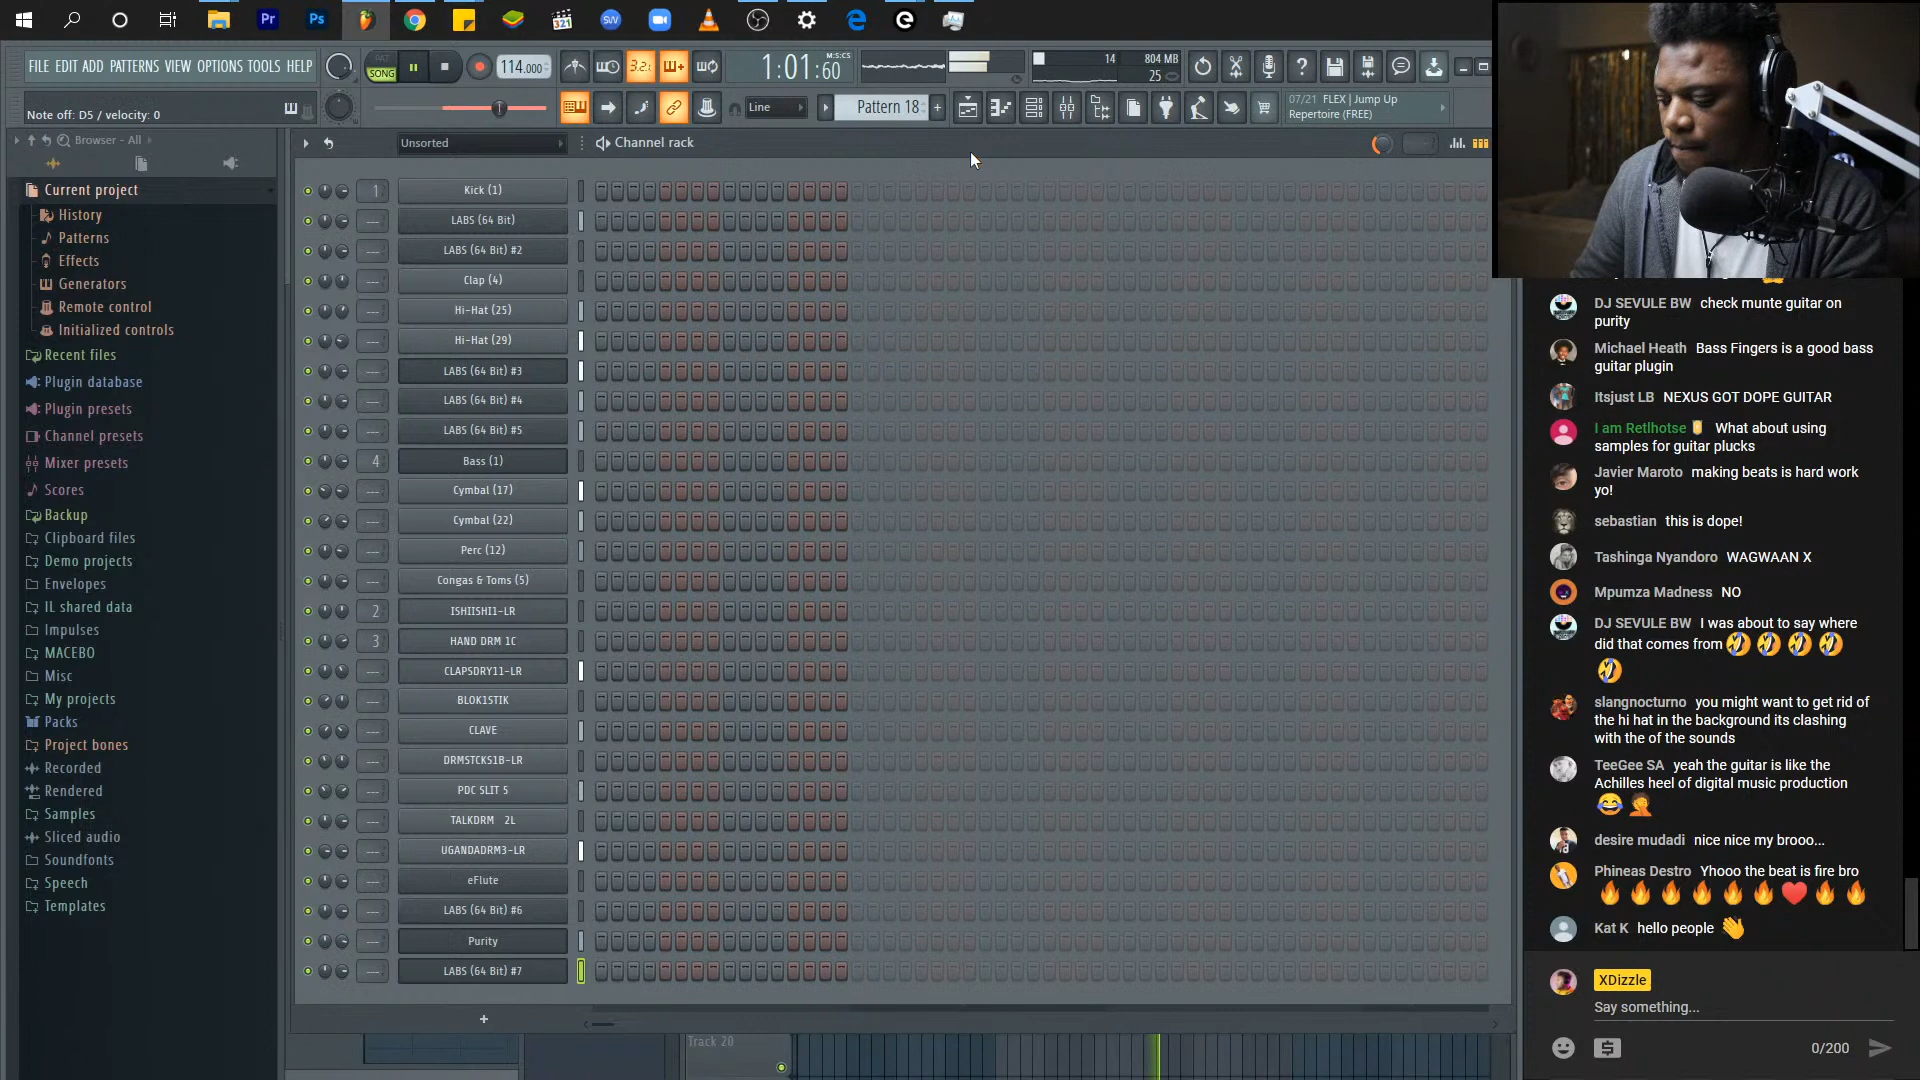 Pr
Ps
321
SW
FILE EDIT ADD PATTERNS VIEW OPTIONS TOOLS HELP
PAT
SONG
114.000
3.2:
1:01:60
M:S:CS
14
804 MB
25
Note off: D5 / velocity: 0
Line
Pattern 18
+
07/21 FLEX | Jump Up
Repertoire (FREE)
Browser - All
Unsorted
Channel rack
Current project
History
Patterns
Effects
Generators
Remote control
Initialized controls
Recent files
Plugin database
Plugin presets
Channel presets
Mixer presets
Scores
Backup
Clipboard files
Demo projects
Envelopes
IL shared data
Impulses
MACEBO
Misc
My projects
Packs
Project bones
Recorded
Rendered
Samples
Sliced audio
Soundfonts
Speech
Templates
1 Kick (1)
--- LABS (64 Bit)
--- LABS (64 Bit) #2
--- Clap (4)
--- Hi-Hat (25)
--- Hi-Hat (29)
--- LABS (64 Bit) #3
--- LABS (64 Bit) #4
--- LABS (64 Bit) #5
4 Bass (1)
--- Cymbal (17)
--- Cymbal (22)
--- Perc (12)
--- Congas & Toms (5)
2 ISHIISHI1-LR
3 HAND DRM 1C
--- CLAPSDRY11-LR
--- BLOK1STIK
--- CLAVE
--- DRMSTCKS1B-LR
--- PDC SLIT 5
--- TALKDRM 2L
--- UGANDADRM3-LR
--- eFlute
--- LABS (64 Bit) #6
--- Purity
--- LABS (64 Bit) #7
+
Track 20
DJ SEVULE BW check munte guitar on
purity
Michael Heath Bass Fingers is a good bass
guitar plugin
Itsjust LB NEXUS GOT DOPE GUITAR
I am Retlhotse What about using
samples for guitar plucks
Javier Maroto making beats is hard work
yo!
sebastian this is dope!
Tashinga Nyandoro WAGWAAN X
Mpumza Madness NO
DJ SEVULE BW I was about to say where
did that comes from 🤣🤣🤣🤣
🤣
slangnocturno you might want to get rid of
the hi hat in the background its clashing
with the of the sounds
TeeGee SA yeah the guitar is like the
Achilles heel of digital music production
😂🤦
desire mudadi nice nice my brooo...
Phineas Destro Yhooo the beat is fire bro
🔥🔥🔥🔥🔥🔥❤️🔥🔥
Kat K hello people 👋
XDizzle
Say something...
0/200